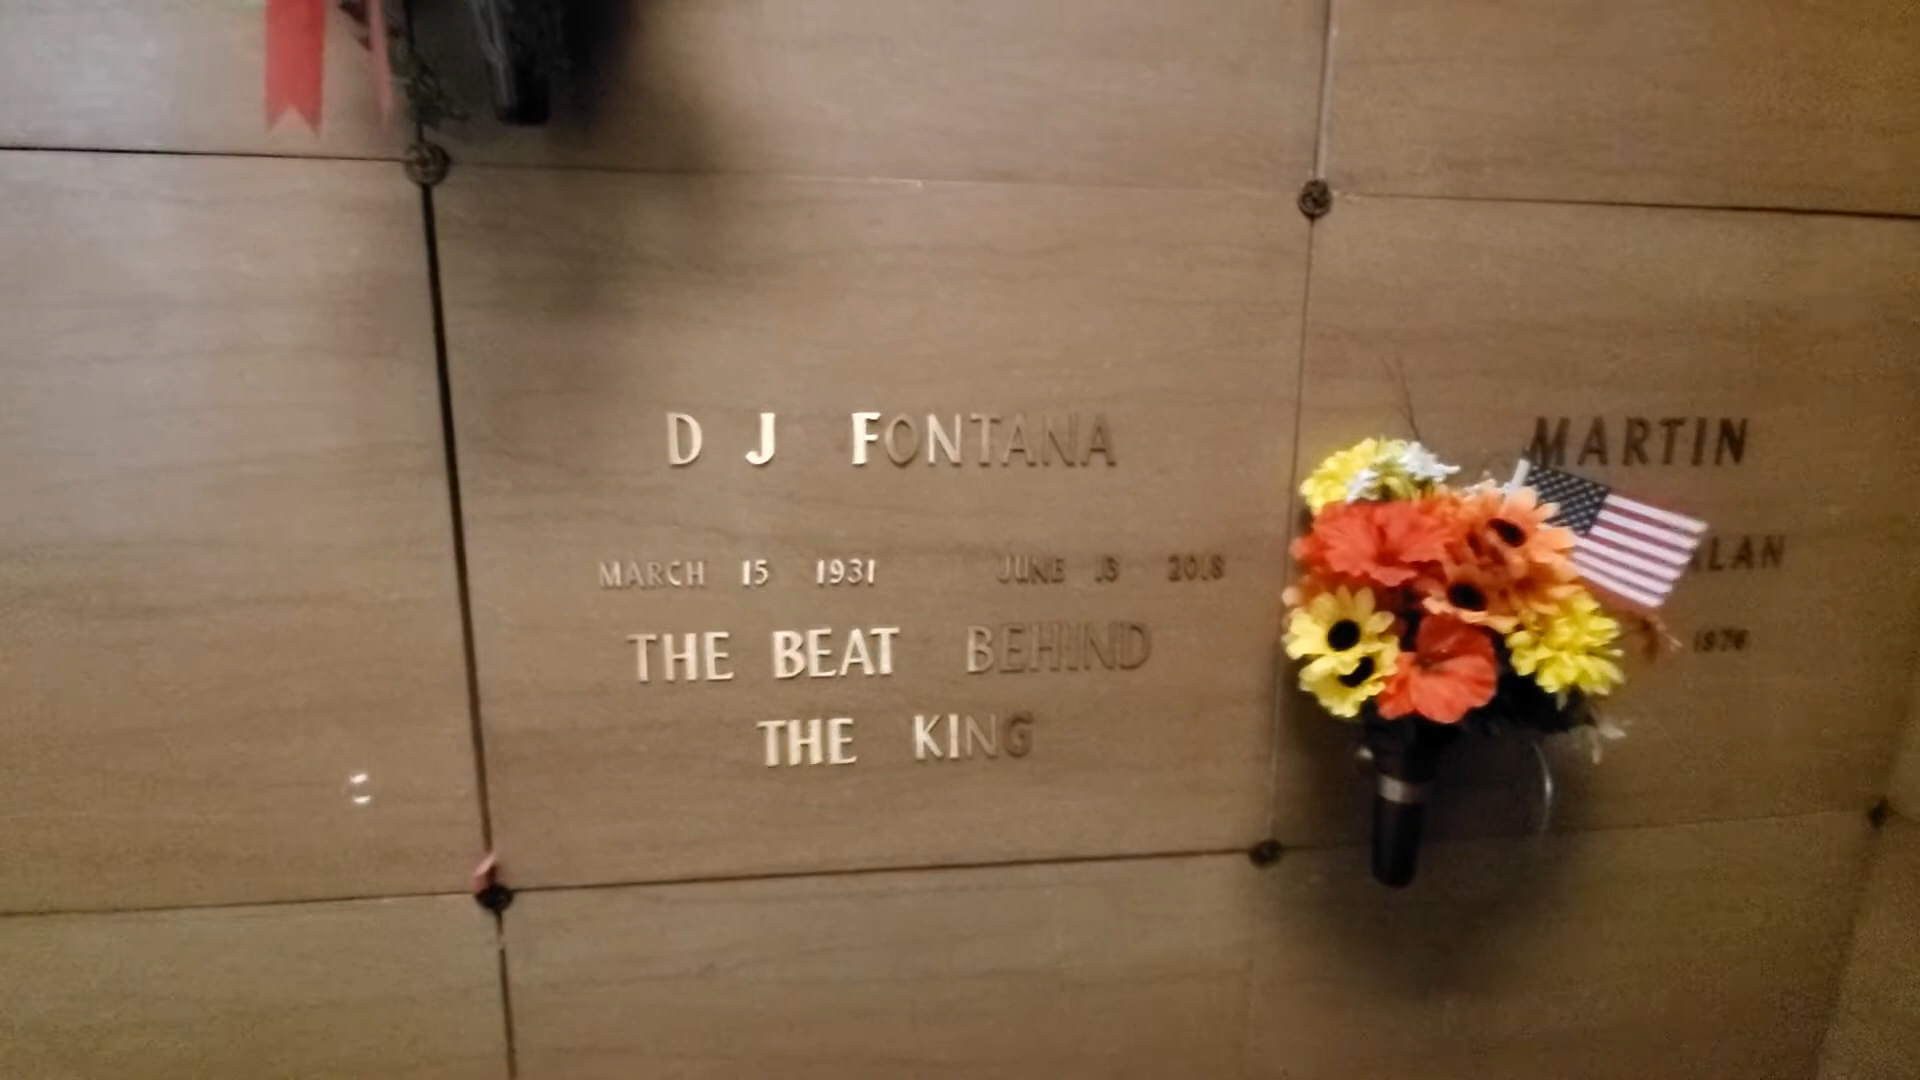 D J FONTANA
MARCH 15 1931 JUNE 13 2018
THE BEAT BEHIND
THE KING
MARTIN